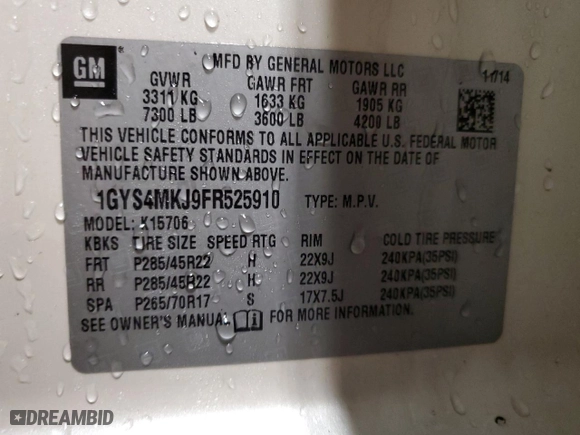 GM
MFD BY GENERAL MOTORS LLC
11/14
GVWR GAWR FRT GAWR RR
3311 KG 1633 KG 1905 KG
7300 LB 3600 LB 4200 LB
THIS VEHICLE CONFORMS TO ALL APPLICABLE U.S. FEDERAL MOTOR
VEHICLE SAFETY STANDARDS IN EFFECT ON THE DATE OF
MANUFACTURE SHOWN ABOVE.
1GYS4MKJ9FR525910 TYPE: M.P.V.
MODEL: K15706
KBKS TIRE SIZE SPEED RTG RIM COLD TIRE PRESSURE
FRT P285/45R22 H 22X9J 240KPA(35PSI)
RR P285/45R22 H 22X9J 240KPA(35PSI)
SPA P265/70R17 S 17X7.5J 240KPA(35PSI)
SEE OWNER'S MANUAL FOR MORE INFORMATION.
DREAMBID